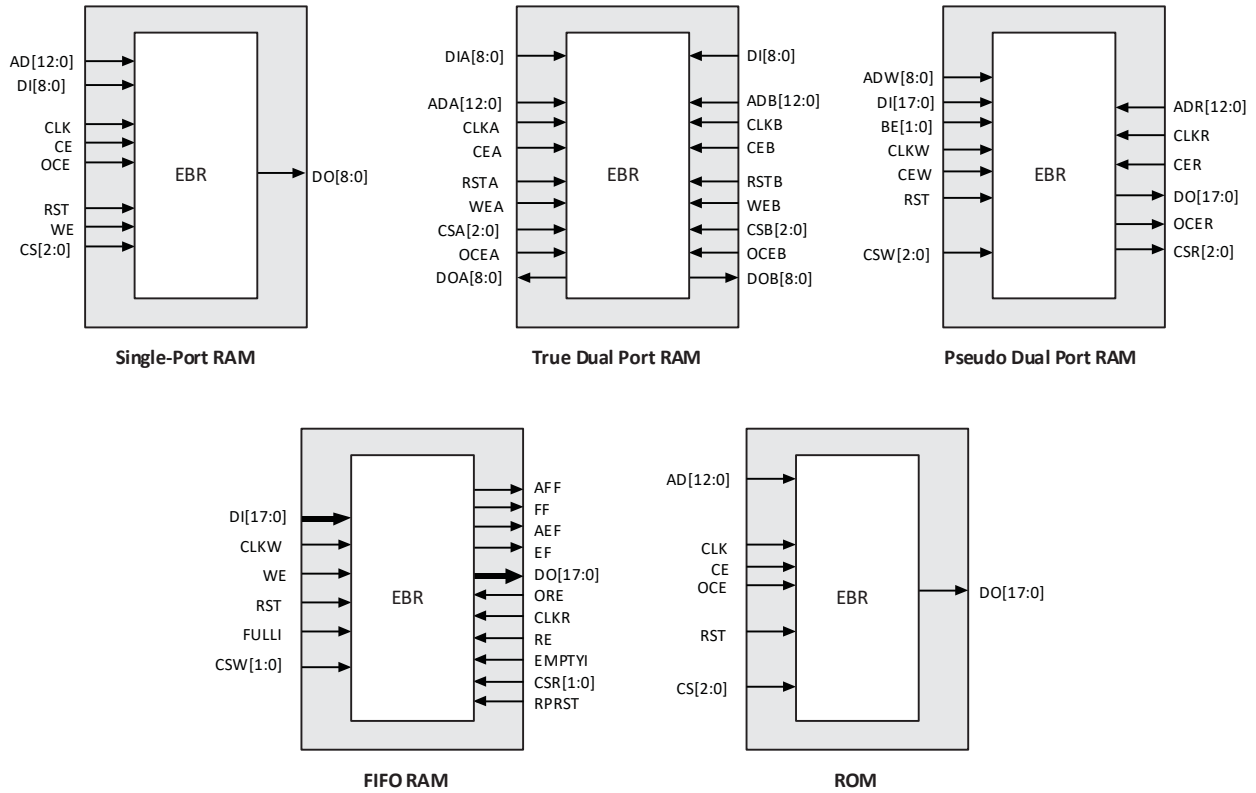 AD[12:0]
DI[8:0]
CLK
CE
OCE
RST
WE
CS[2:0]
EBR
DO[8:0]
Single-Port RAM
DIA[8:0]
ADA[12:0]
CLKA
CEA
RSTA
WEA
CSA[2:0]
OCEA
DOA[8:0]
EBR
DI[8:0]
ADB[12:0]
CLKB
CEB
RSTB
WEB
CSB[2:0]
OCEB
DOB[8:0]
True Dual Port RAM
ADW[8:0]
DI[17:0]
BE[1:0]
CLKW
CEW
RST
CSW[2:0]
EBR
ADR[12:0]
CLKR
CER
DO[17:0]
OCER
CSR[2:0]
Pseudo Dual Port RAM
DI[17:0]
CLKW
WE
RST
FULLI
CSW[1:0]
EBR
AFF
FF
AEF
EF
DO[17:0]
ORE
CLKR
RE
EMPTYI
CSR[1:0]
RPRST
FIFO RAM
AD[12:0]
CLK
CE
OCE
RST
CS[2:0]
EBR
DO[17:0]
ROM